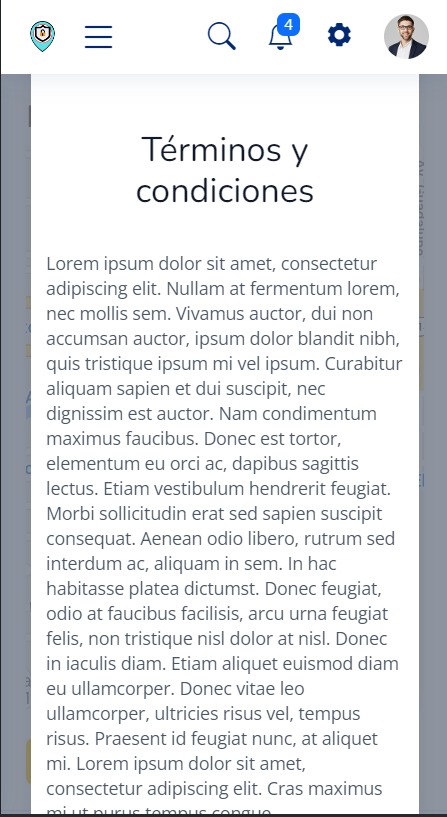 4
Términos y
condiciones
Lorem ipsum dolor sit amet, consectetur
adipiscing elit. Nullam at fermentum lorem,
nec mollis sem. Vivamus auctor, dui non
accumsan auctor, ipsum dolor blandit nibh,
quis tristique ipsum mi vel ipsum. Curabitur
aliquam sapien et dui suscipit, nec
dignissim est auctor. Nam condimentum
maximus faucibus. Donec est tortor,
elementum eu orci ac, dapibus sagittis
lectus. Etiam vestibulum hendrerit feugiat.
Morbi sollicitudin erat sed sapien suscipit
consequat. Aenean odio libero, rutrum sed
interdum ac, aliquam in sem. In hac
habitasse platea dictumst. Donec feugiat,
odio at faucibus facilisis, arcu urna feugiat
felis, non tristique nisl dolor at nisl. Donec
in iaculis diam. Etiam aliquet euismod diam
eu ullamcorper. Donec vitae leo
ullamcorper, ultricies risus vel, tempus
risus. Praesent id feugiat nunc, at aliquet
mi. Lorem ipsum dolor sit amet,
consectetur adipiscing elit. Cras maximus
mi ut purus tempus congue